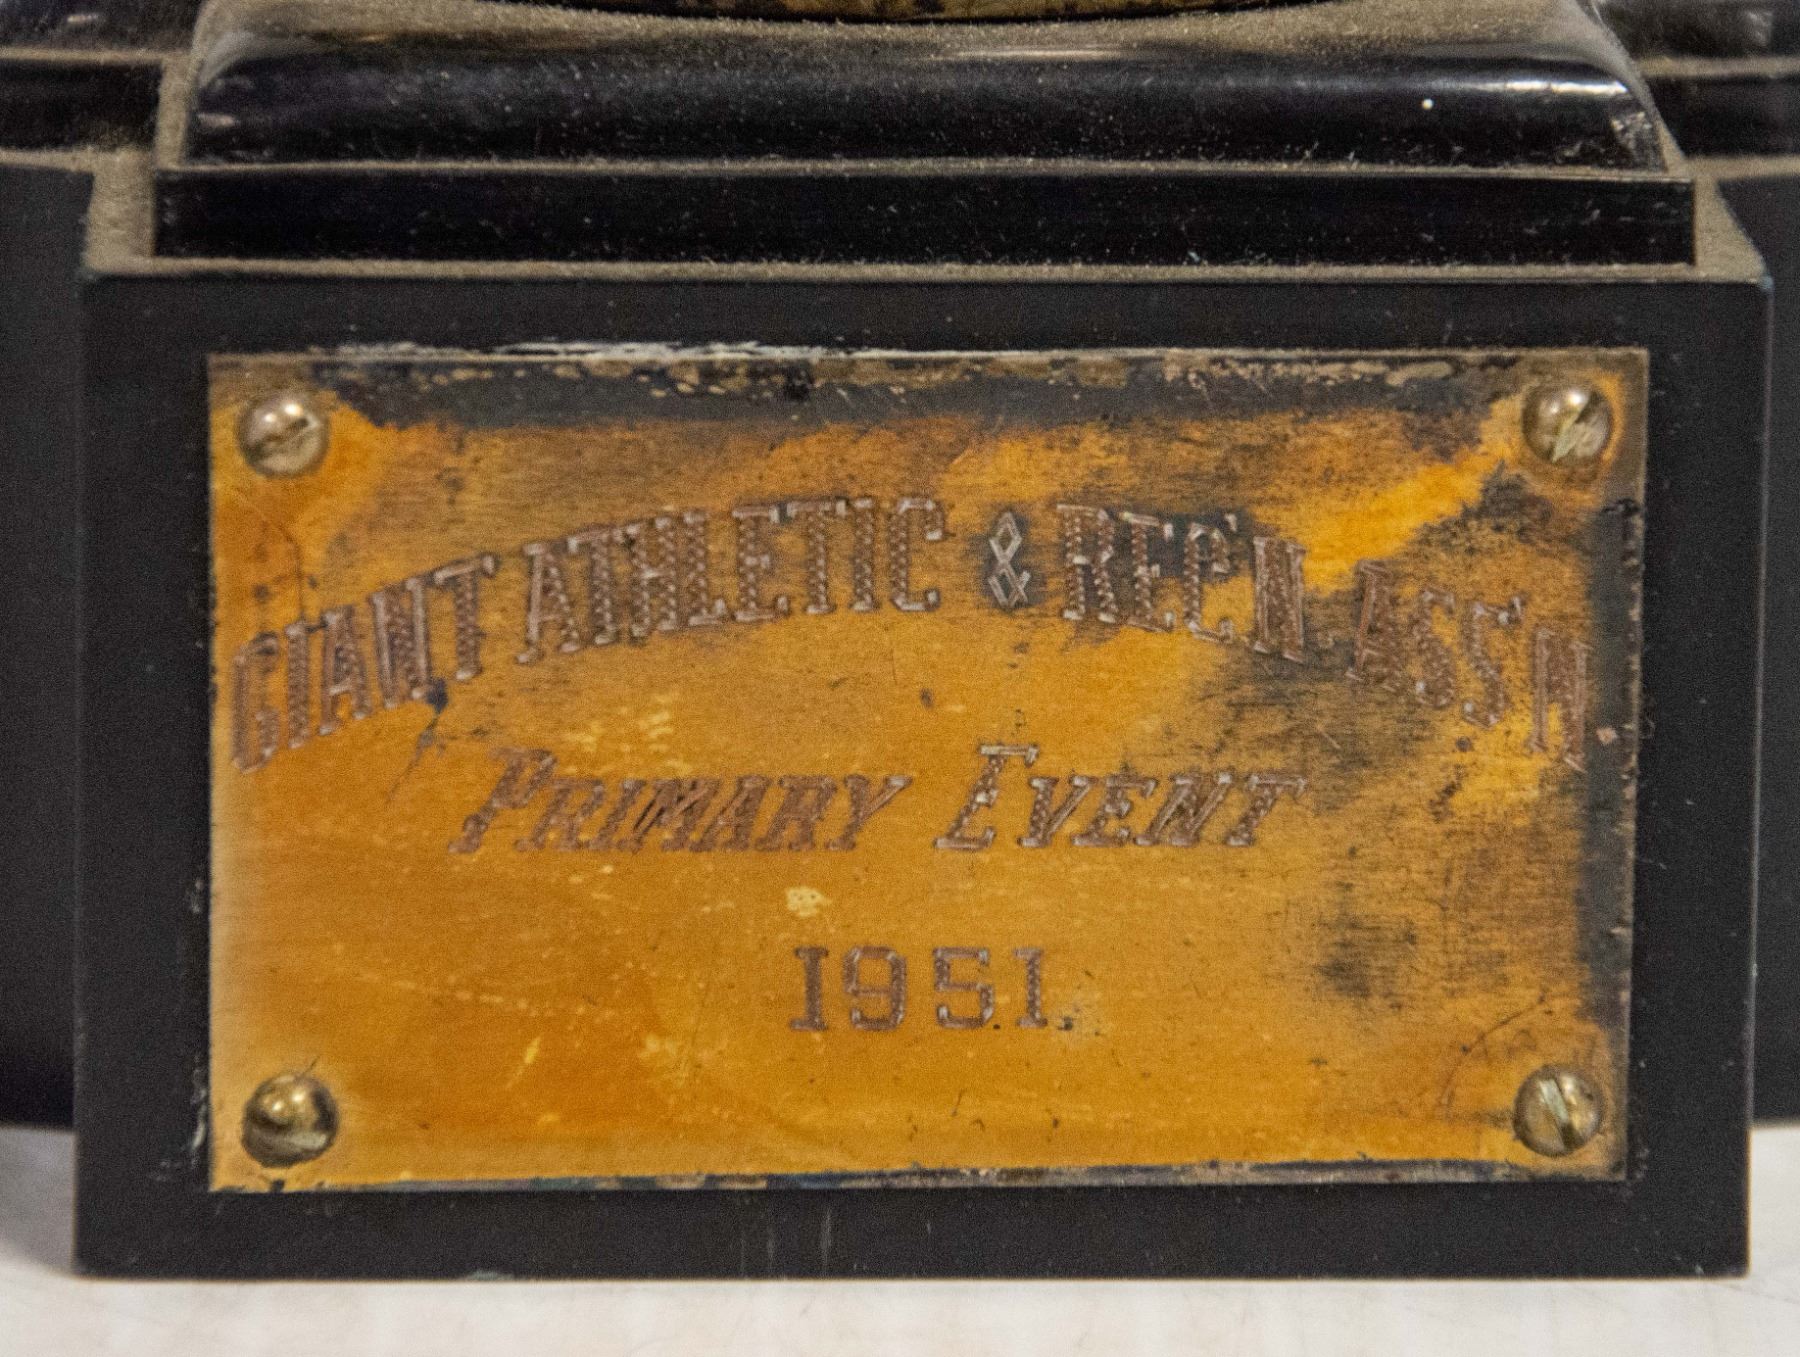 GIANT ATHLETIC & REC'N ASS'N
PRIMARY EVENT
1951